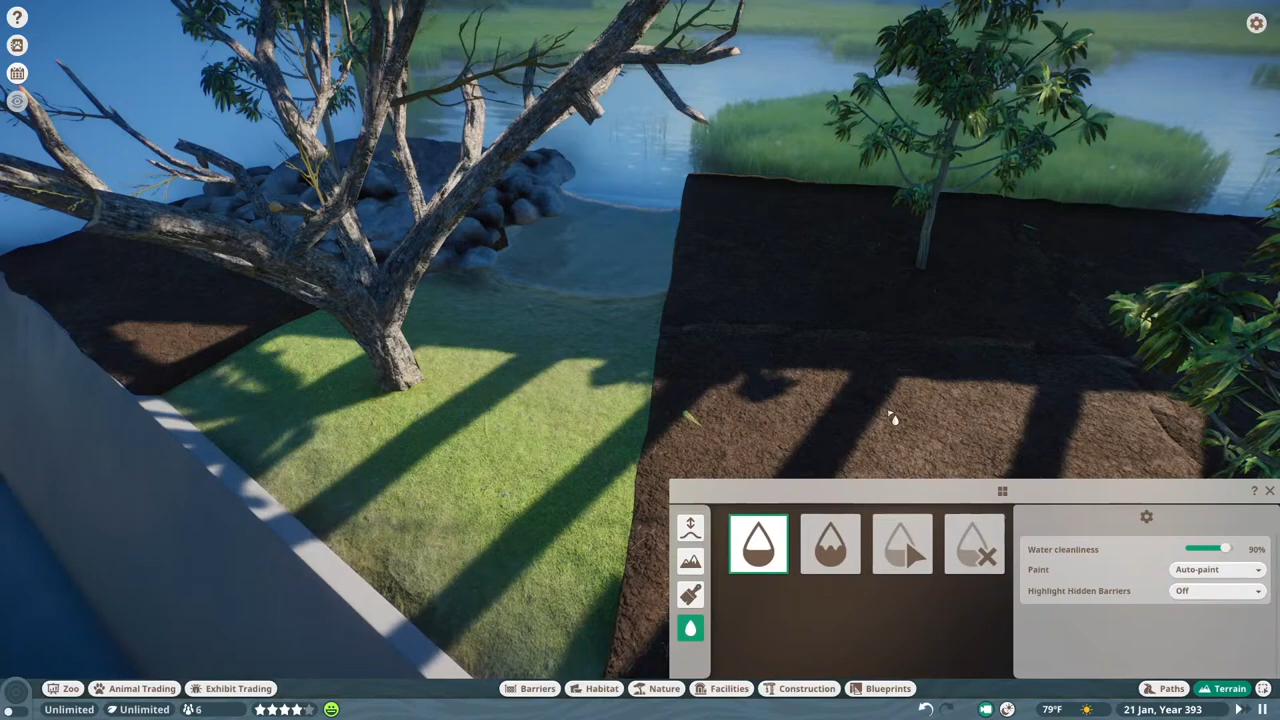 ?
? ×
Water cleanliness 90%
Paint Auto-paint
Highlight Hidden Barriers Off
Zoo Animal Trading Exhibit Trading Barriers Habitat Nature Facilities Construction Blueprints Paths Terrain
Unlimited Unlimited 6 79°F 21 Jan, Year 393